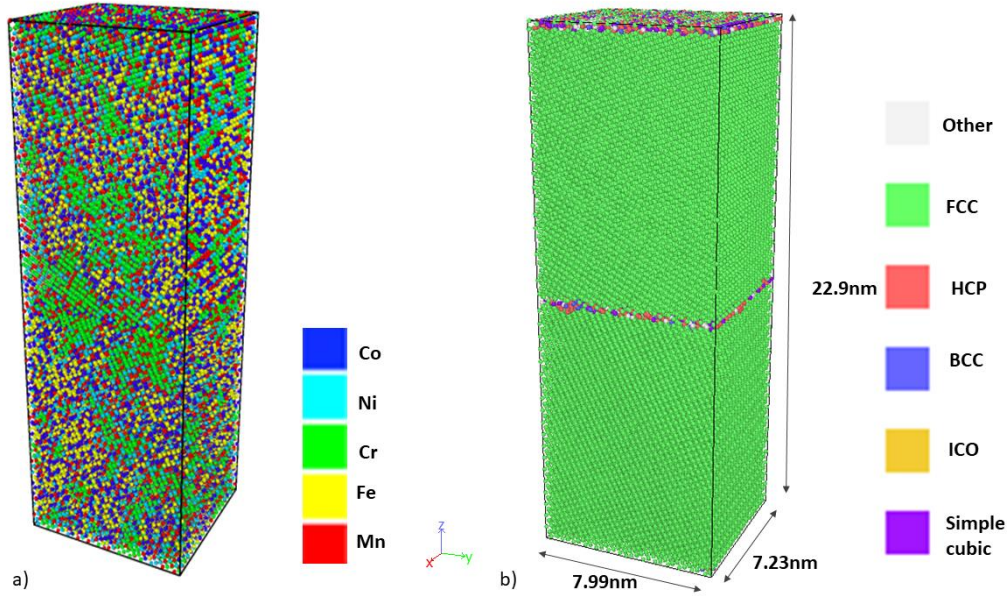 Co
Ni
Cr
Fe
Mn
a)
z
x
y
Other
FCC
HCP
BCC
ICO
Simple
cubic
22.9nm
7.23nm
7.99nm
b)